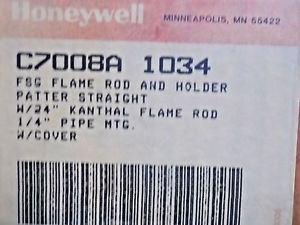 Honeywell
MINNEAPOLIS, MN 55422
C7008A 1034
FSG FLAME ROD AND HOLDER
PATTER STRAIGHT
W/24" KANTHAL FLAME ROD
1/4" PIPE MTG.
W/COVER